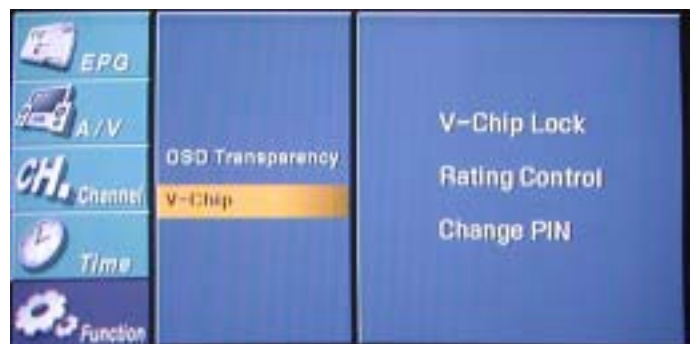 EPG
A/V
CH. Channel
Time
Function
OSD Transparency
V-Chip
V-Chip Lock
Rating Control
Change PIN